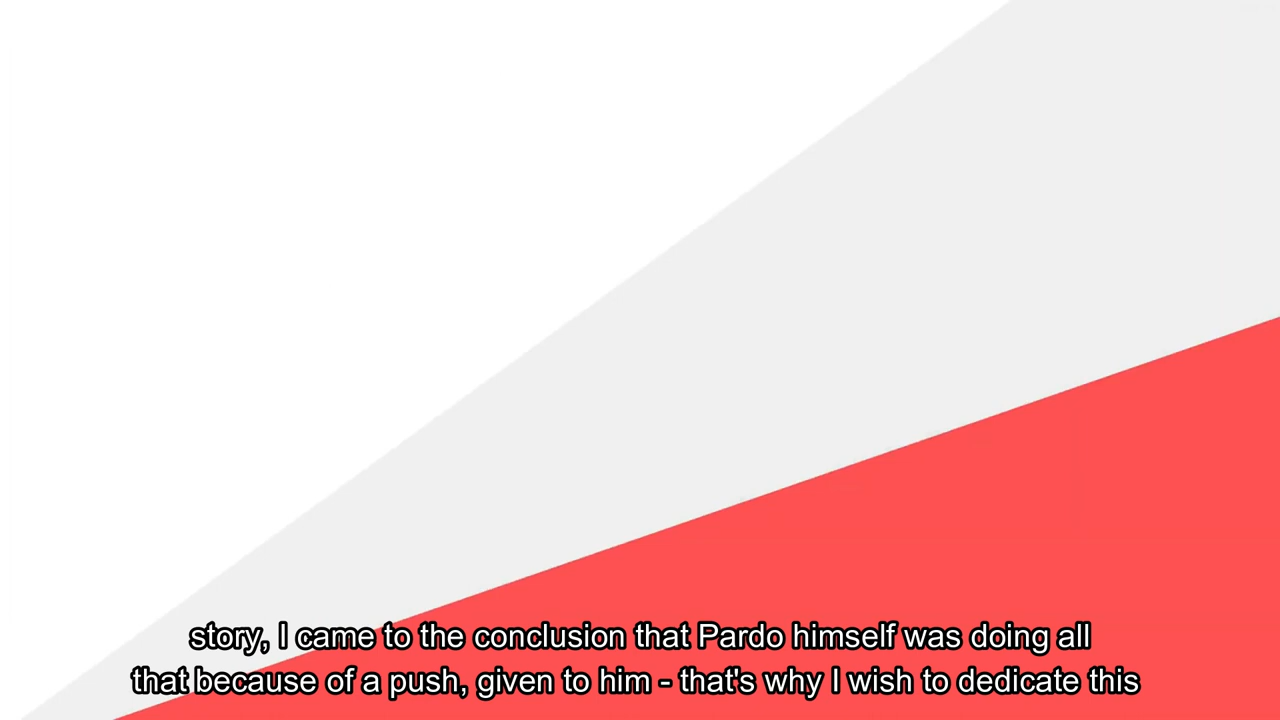 story, I came to the conclusion that Pardo himself was doing all
that because of a push, given to him - that's why I wish to dedicate this